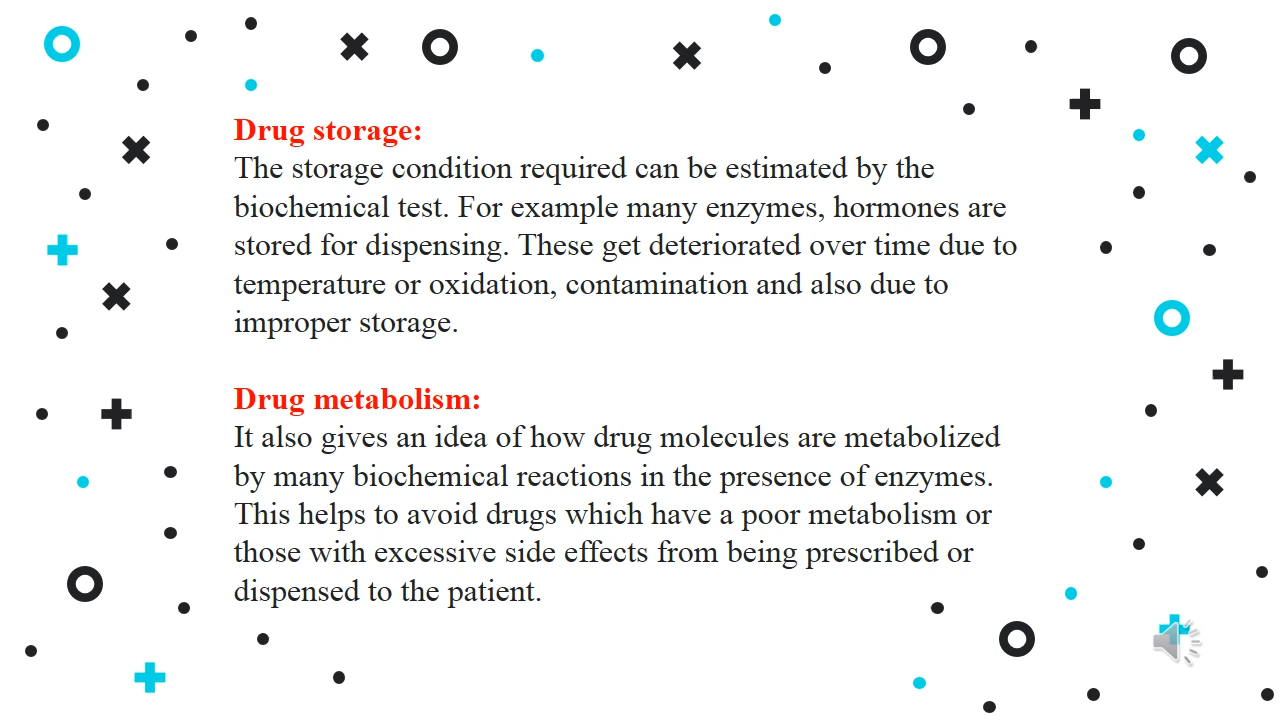 Drug storage:
The storage condition required can be estimated by the
biochemical test. For example many enzymes, hormones are
stored for dispensing. These get deteriorated over time due to
temperature or oxidation, contamination and also due to
improper storage.
Drug metabolism:
It also gives an idea of how drug molecules are metabolized
by many biochemical reactions in the presence of enzymes.
This helps to avoid drugs which have a poor metabolism or
those with excessive side effects from being prescribed or
dispensed to the patient.